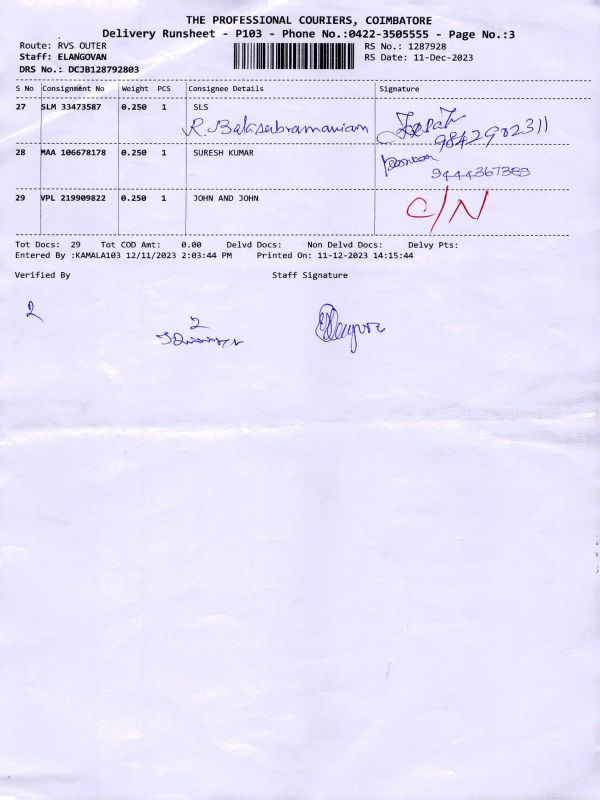 THE PROFESSIONAL COURIERS, COIMBATORE
Delivery Runsheet - P103 - Phone No.:0422-3505555 - Page No.:3
Route: RVS OUTER RS No.: 1287928
Staff: ELANGOVAN RS Date: 11-Dec-2023
DRS No.: DCJB128792803
S No Consignment No Weight PCS Consignee Details Signature
27 SLM 33473587 0.250 1 SLS
R. Balasubramaniam 9842902311
28 MAA 106678178 0.250 1 SURESH KUMAR
9444367389
29 VPL 219909822 0.250 1 JOHN AND JOHN C/N
Tot Docs: 29 Tot COD Amt: 0.00 Delvd Docs: Non Delvd Docs: Delvy Pts:
Entered By :KAMALA103 12/11/2023 2:03:44 PM Printed On: 11-12-2023 14:15:44
Verified By Staff Signature
2
2